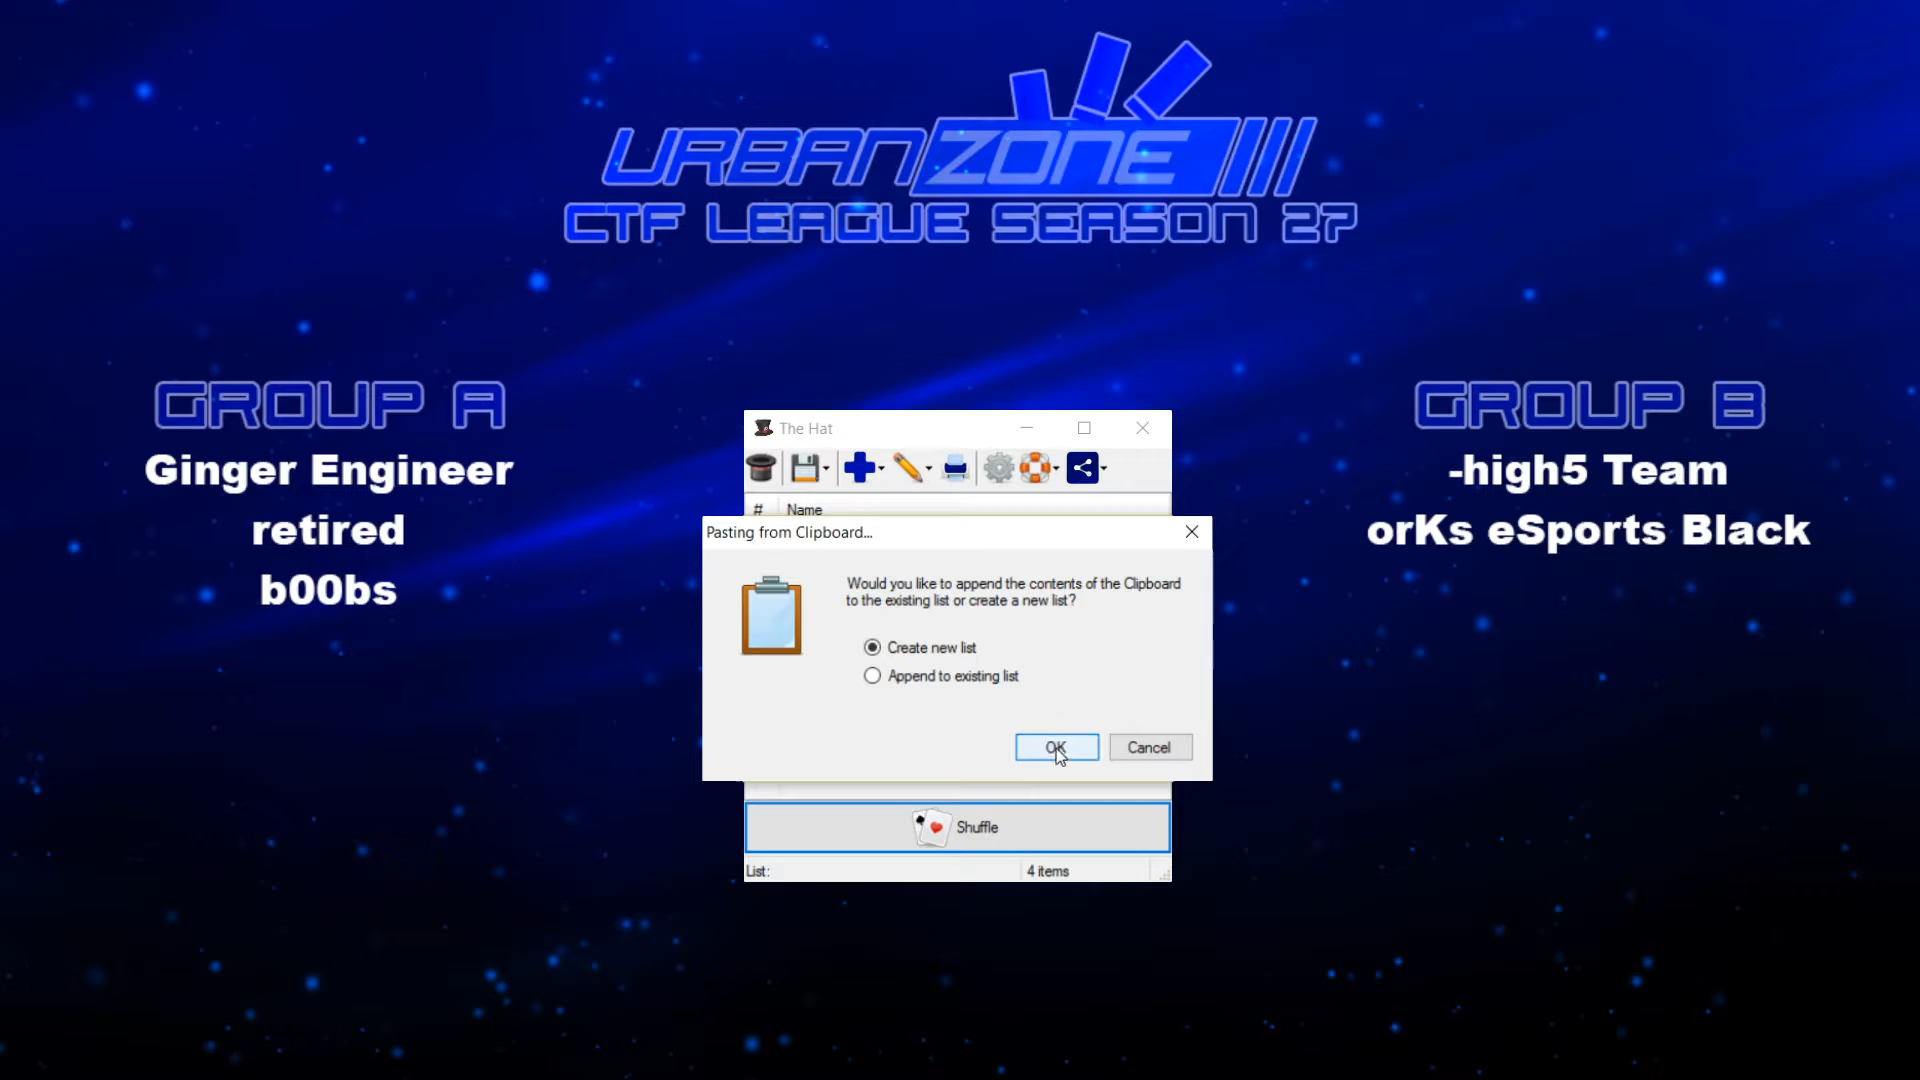 URBAN ZONE
CTF LEAGUE SEASON 27
GROUP A
Ginger Engineer
retired
b00bs
GROUP B
-high5 Team
orKs eSports Black
The Hat
# Name
Pasting from Clipboard...
Would you like to append the contents of the Clipboard
to the existing list or create a new list?
Create new list
Append to existing list
OK
Cancel
Shuffle
List:
4 items